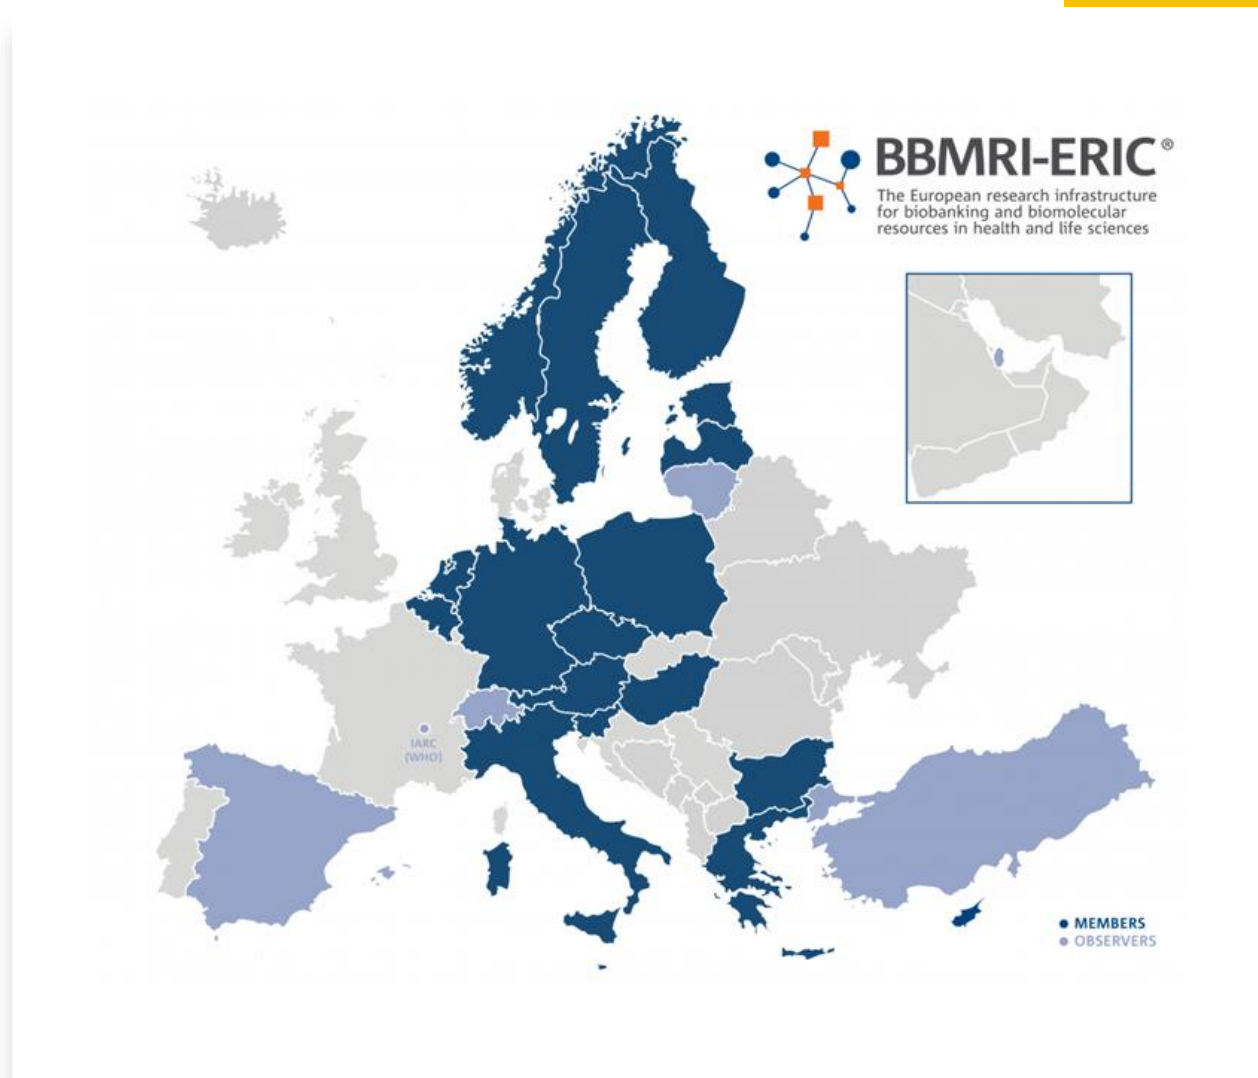 BBMRI-ERIC®
The European research infrastructure
for biobanking and biomolecular
resources in health and life sciences
IARC
(WHO)
MEMBERS
OBSERVERS